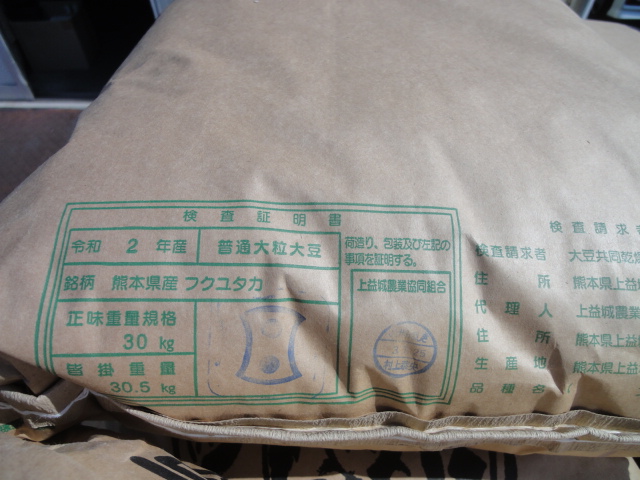 検査証明書
令和 2 年産 普通大粒大豆
銘柄 熊本県産 フクユタカ
正味重量規格
30 kg
皆掛重量
30.5 kg
荷造り、包装及び左記の
事項を証明する。
上益城農業協同組合
検査請求
検査請求者 大豆共同乾燥
住所 熊本県上益
代理人 上益城農業
住所 熊本県上益
生産地 熊本県上
品種名